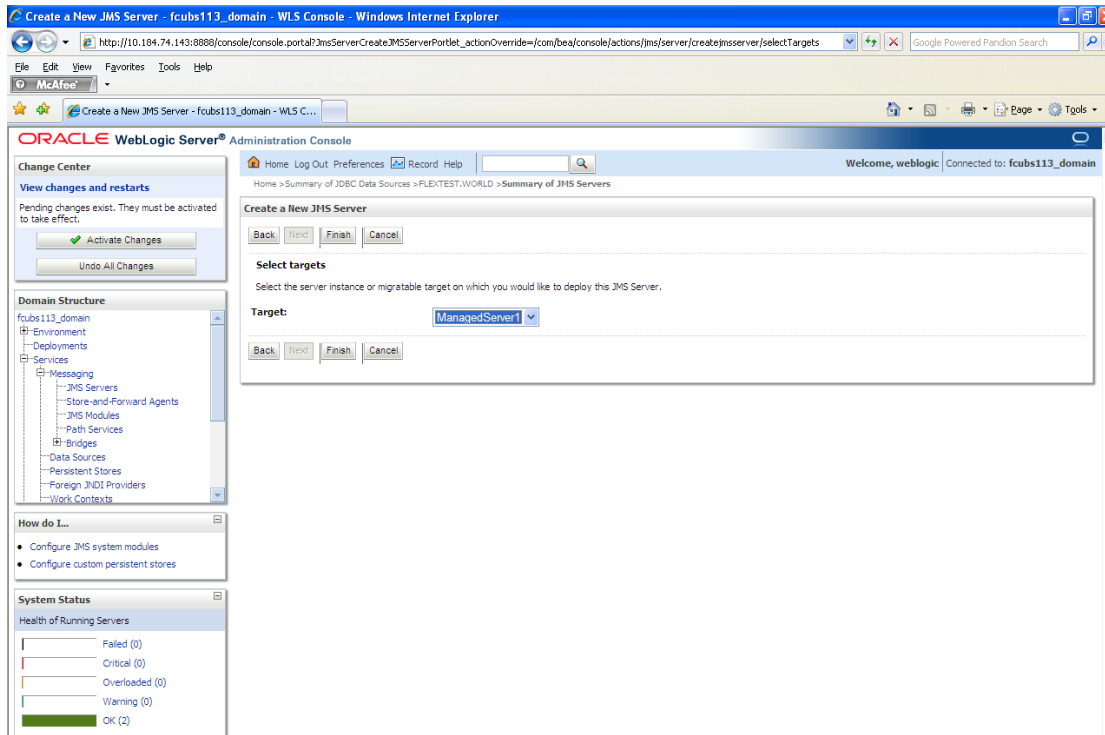 Create a New JMS Server - fcubs113_domain - WLS Console - Windows Internet Explorer
http://10.184.74.143:8888/console/console.portal?JmsServerCreateJMSServerPortlet_actionOverride=/com/bea/console/actions/jms/server/createjmsserver/selectTargets
Google Powered Pandion Search
File Edit View Favorites Tools Help
McAfee
Create a New JMS Server - fcubs113_domain - WLS C...
Page Tools
ORACLE WebLogic Server® Administration Console
Change Center
View changes and restarts
Pending changes exist. They must be activated
to take effect.
Activate Changes
Undo All Changes
Domain Structure
fcubs113_domain
Environment
Deployments
Services
Messaging
JMS Servers
Store-and-Forward Agents
JMS Modules
Path Services
Bridges
Data Sources
Persistent Stores
Foreign JNDI Providers
Work Contexts
How do I...
Configure JMS system modules
Configure custom persistent stores
System Status
Health of Running Servers
Failed (0)
Critical (0)
Overloaded (0)
Warning (0)
OK (2)
Home Log Out Preferences Record Help
Welcome, weblogic Connected to: fcubs113_domain
Home >Summary of JDBC Data Sources >FLEXTEST.WORLD >Summary of JMS Servers
Create a New JMS Server
Back Next Finish Cancel
Select targets
Select the server instance or migratable target on which you would like to deploy this JMS Server.
Target: ManagedServer1
Back Next Finish Cancel